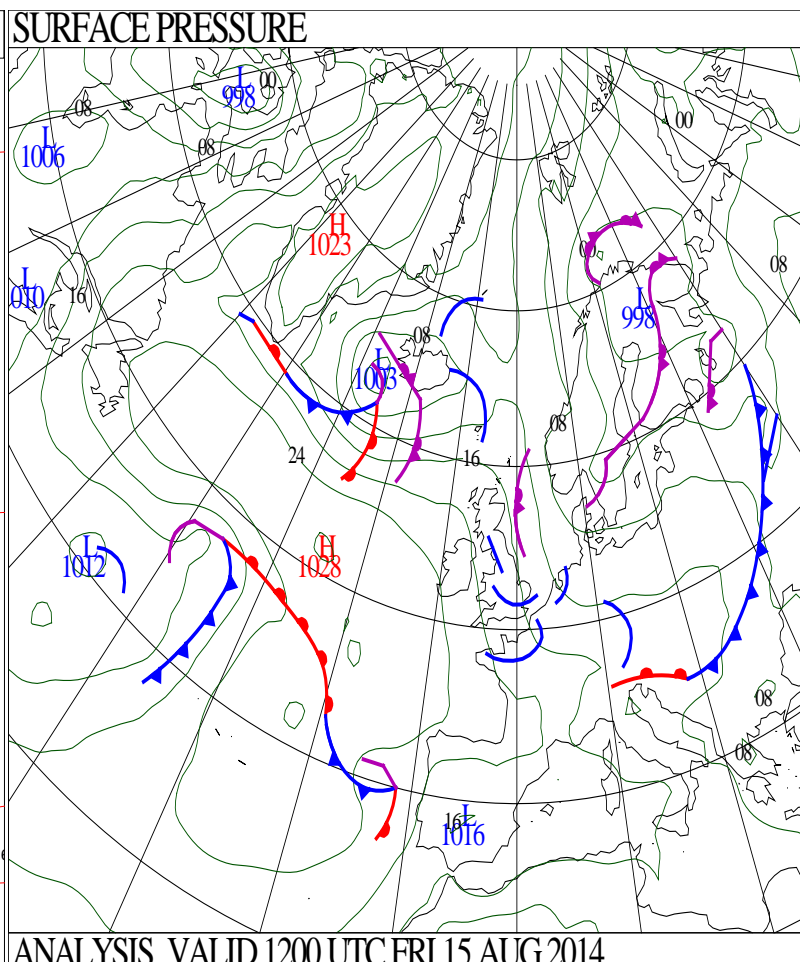 SURFACE PRESSURE
L
998
00
08
L
1006
08
00
H
1023
00
08
L
010
16
L
998
08
L
1003
08
16
24
L
1012
H
1028
08
08
16
L
1016
ANALYSIS VALID 1200 UTC FRI 15 AUG 2014